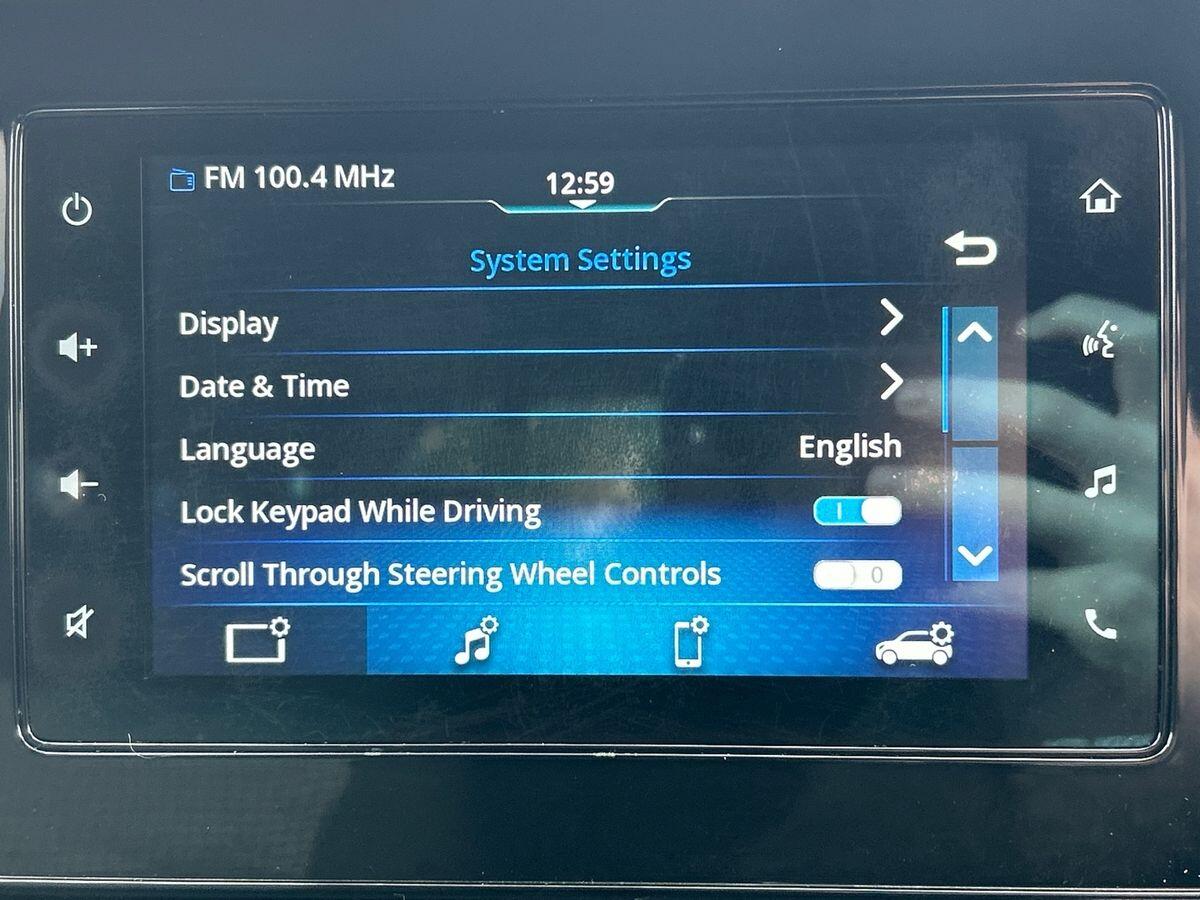 FM 100.4 MHz
12:59
System Settings
Display
Date & Time
Language English
Lock Keypad While Driving I
Scroll Through Steering Wheel Controls 0